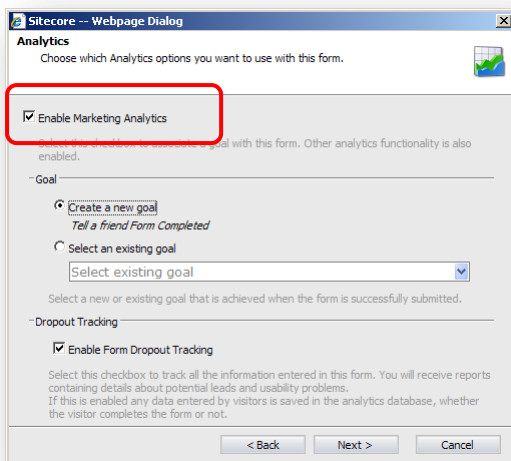 Sitecore -- Webpage Dialog
Analytics
Choose which Analytics options you want to use with this form.
Enable Marketing Analytics
Select this checkbox to associate a goal with this form. Other analytics functionality is also
enabled.
Goal
Create a new goal
Tell a friend Form Completed
Select an existing goal
Select existing goal
Select a new or existing goal that is achieved when the form is successfully submitted.
Dropout Tracking
Enable Form Dropout Tracking
Select this checkbox to track all the information entered in this form. You will receive reports
containing details about potential leads and usability problems.
If this is enabled any data entered by visitors is saved in the analytics database, whether
the visitor completes the form or not.
< Back Next > Cancel